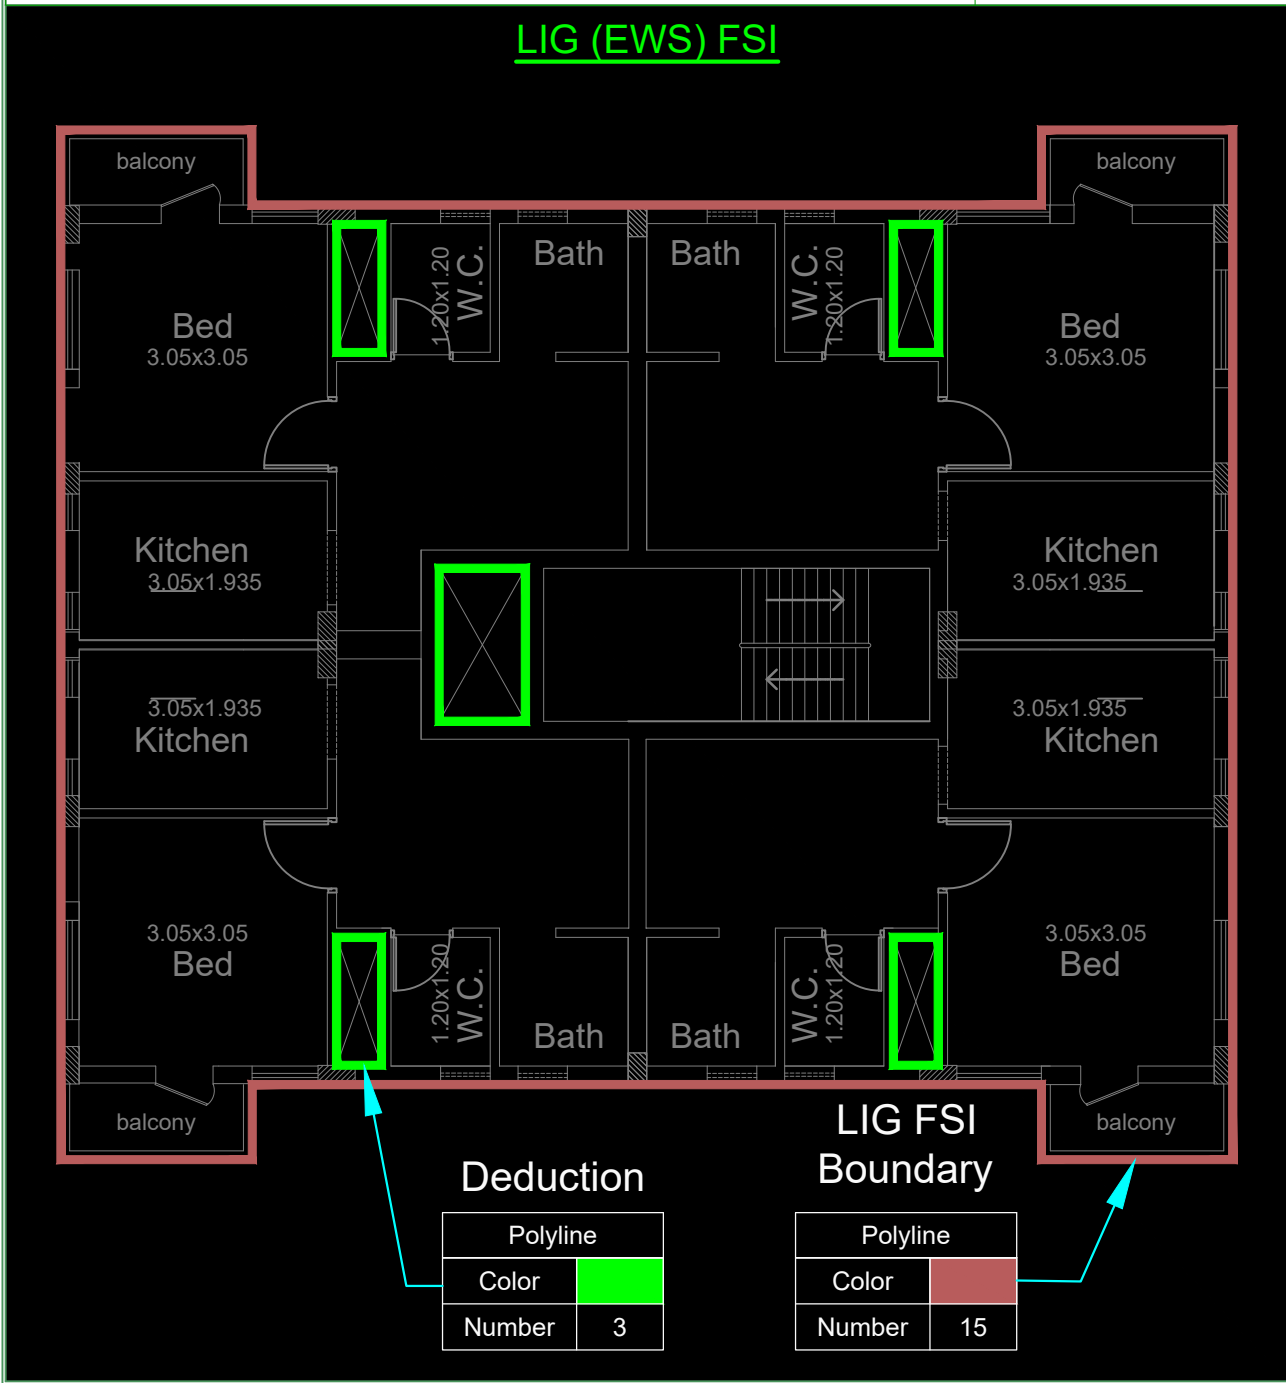 LIG (EWS) FSI
balcony
balcony
Bed
3.05x3.05
1.20x1.20
W.C.
Bath
Bath
W.C.
1.20x1.20
Bed
3.05x3.05
Kitchen
3.05x1.935
Kitchen
3.05x1.935
3.05x1.935
Kitchen
3.05x1.935
Kitchen
3.05x3.05
Bed
1.20x1.20
W.C.
Bath
Bath
W.C.
1.20x1.20
3.05x3.05
Bed
balcony
balcony
Deduction
Polyline
Color
Number 3
LIG FSI
Boundary
Polyline
Color
Number 15